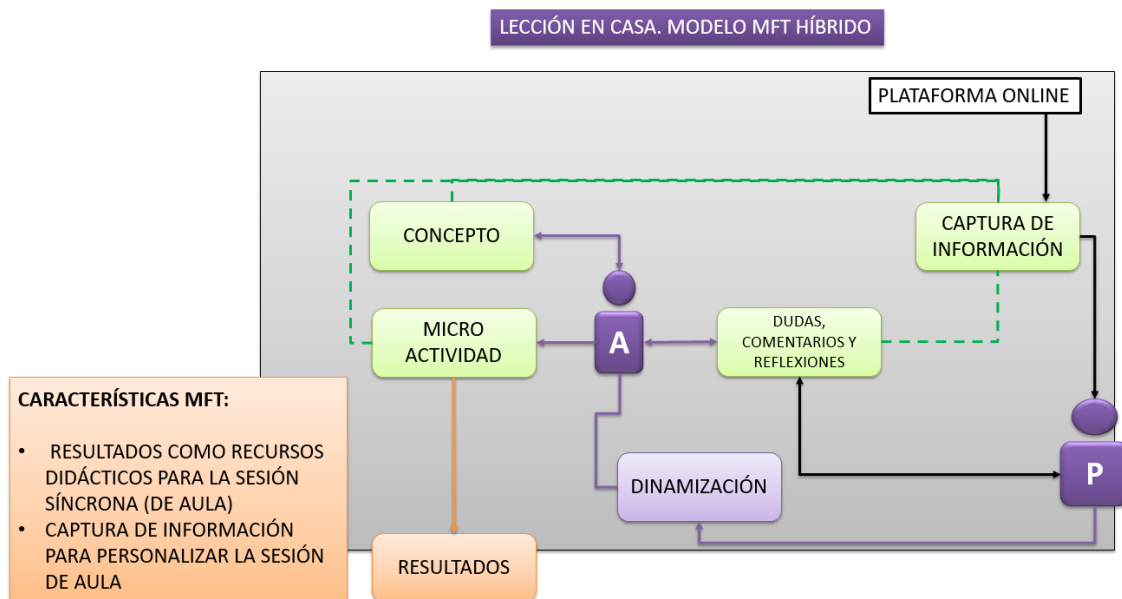 LECCIÓN EN CASA. MODELO MFT HÍBRIDO
PLATAFORMA ONLINE
CONCEPTO
CAPTURA DE
INFORMACIÓN
MICRO
ACTIVIDAD
A
DUDAS,
COMENTARIOS Y
REFLEXIONES
CARACTERÍSTICAS MFT:
• RESULTADOS COMO RECURSOS
DIDÁCTICOS PARA LA SESIÓN
SÍNCRONA (DE AULA)
• CAPTURA DE INFORMACIÓN
PARA PERSONALIZAR LA SESIÓN
DE AULA
DINAMIZACIÓN
P
RESULTADOS